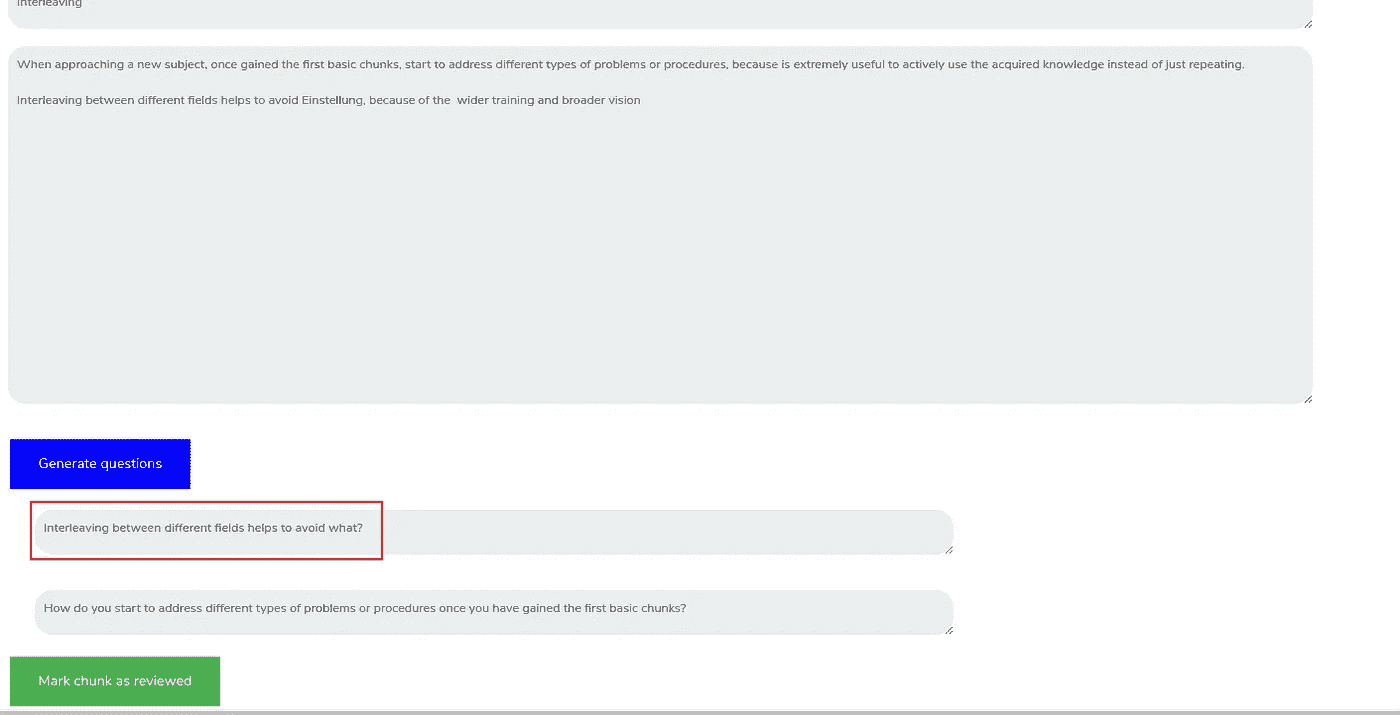 Interleaving
When approaching a new subject, once gained the first basic chunks, start to address different types of problems or procedures, because is extremely useful to actively use the acquired knowledge instead of just repeating.
Interleaving between different fields helps to avoid Einstellung, because of the  wider training and broader vision
Generate questions
Interleaving between different fields helps to avoid what?
How do you start to address different types of problems or procedures once you have gained the first basic chunks?
Mark chunk as reviewed